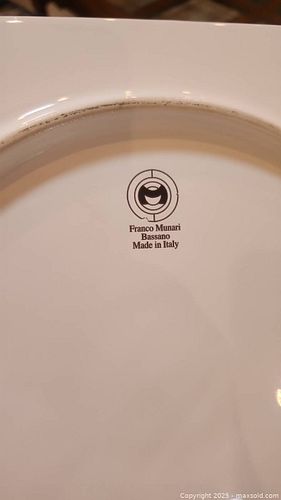 Franco Munari
Bassano
Made in Italy
Copyright 2023 - maxsold.com